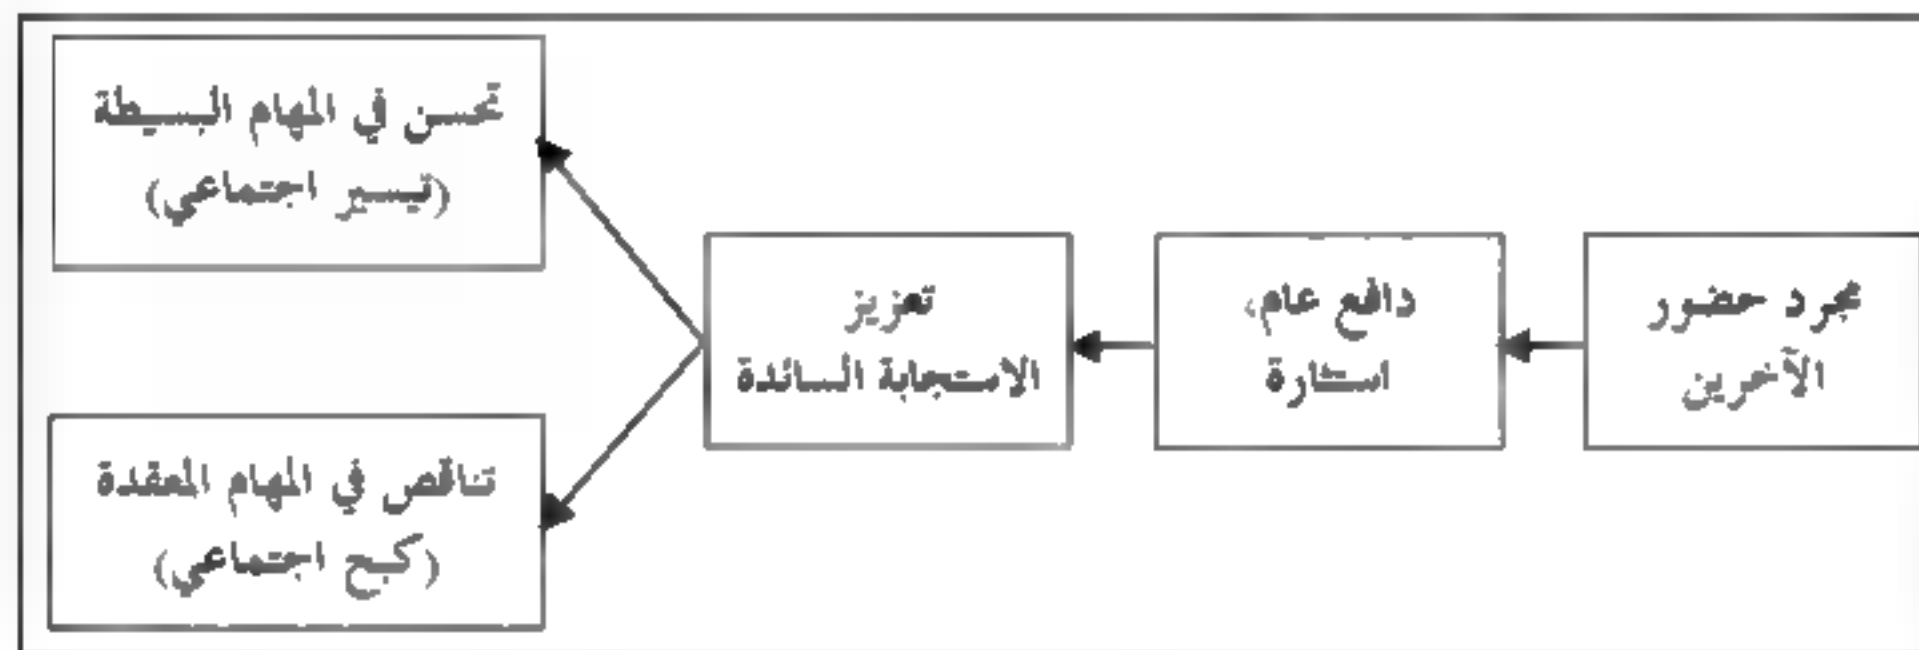 مجرد حضور
الآخرين
دافع عام،
استثارة
تعزيز
الاستجابة السائدة
تحسن في المهام البسيطة
(تيسير اجتماعي)
تناقص في المهام المعقدة
(كبح اجتماعي)